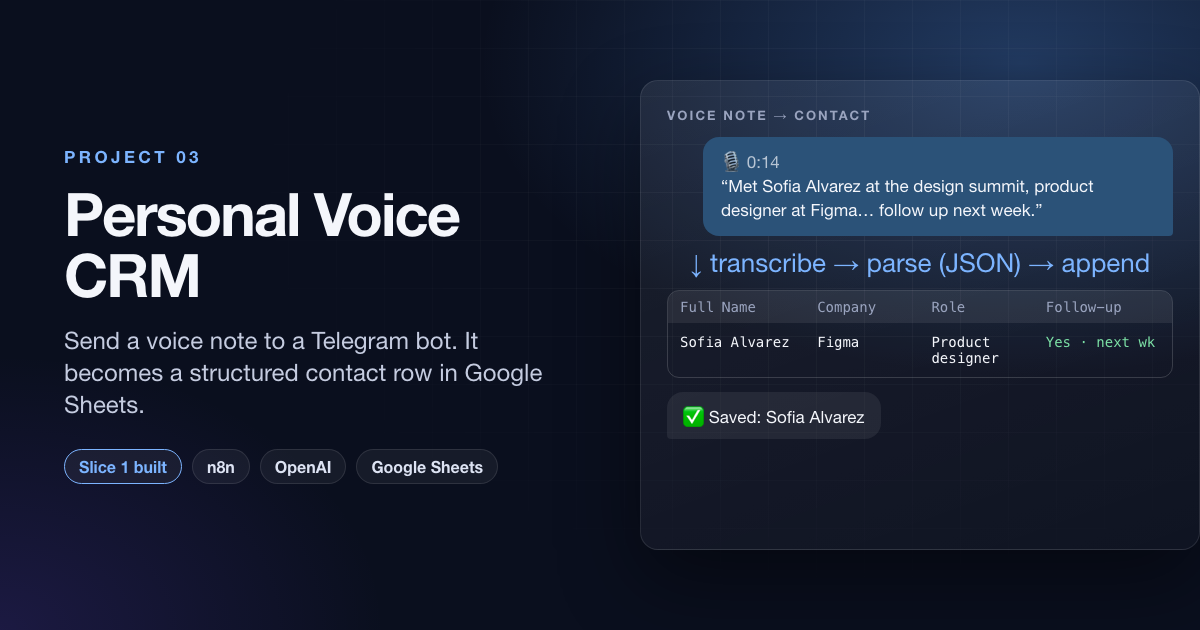 PROJECT 03
Personal Voice
CRM
Send a voice note to a Telegram bot. It
becomes a structured contact row in Google
Sheets.
Slice 1 built
n8n
OpenAI
Google Sheets
VOICE NOTE → CONTACT
🎙️ 0:14
“Met Sofia Alvarez at the design summit, product
designer at Figma… follow up next week.”
↓ transcribe → parse (JSON) → append
Full Name Company Role Follow-up
Sofia Alvarez Figma Product Yes · next wk
designer
✅ Saved: Sofia Alvarez